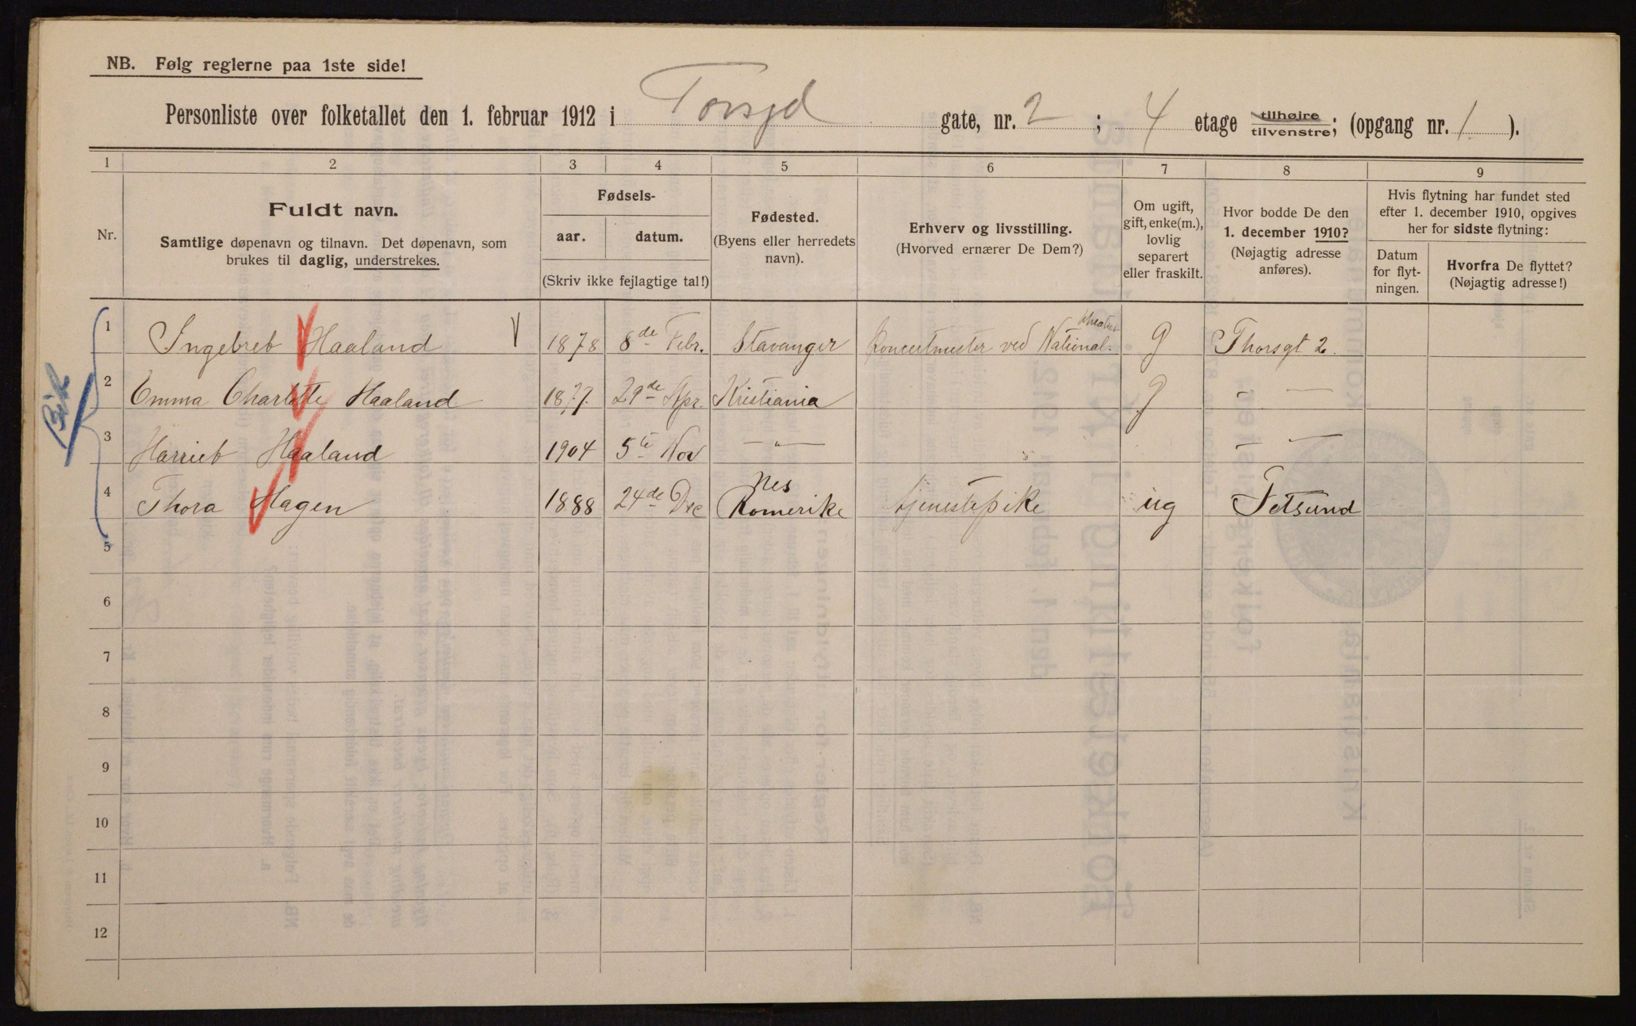 NB. Følg reglerne paa 1ste side!
Personliste over folketallet den 1. februar 1912 i Torsgd gate, nr. 2 ; 4 etage tilhøire tilvenstre; (opgang nr. 1 ).
1 2 3 4 5 6 7 8 9
Nr.
Fuldt navn.
Samtlige døpenavn og tilnavn. Det døpenavn, som
brukes til daglig, understrekes.
Fødsels-
aar. datum.
(Skriv ikke fejlagtige tal!)
Fødested.
(Byens eller herredets
navn).
Erhverv og livsstilling.
(Hvorved ernærer De Dem?)
Om ugift,
gift, enke(m.),
lovlig
separert
eller fraskilt.
Hvor bodde De den
1. december 1910?
(Nøjagtig adresse
anføres).
Hvis flytning har fundet sted
efter 1. december 1910, opgives
her for sidste flytning:
Datum
for flyt-
ningen.
Hvorfra De flyttet?
(Nøjagtig adresse!)
1 Ingebret Haaland 1878 8de Febr. Stavanger Koncertmester ved National- theatret g Thorsgt 2.
2 Emma Charlotte Haaland 1877. 29de Apr. Kristiania g — " —
3 Harriet Haaland 1904 5te Nov — " — — " —
4 Thora Hagen 1888 24de Dec Nes Romerike tjenestepike ug Fetsund
5
6
7
8
9
10
11
12